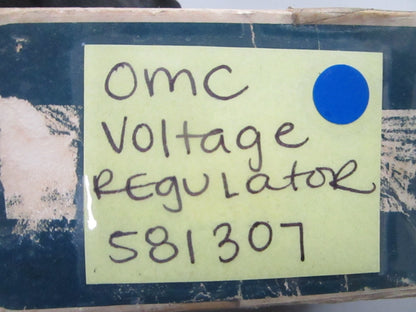 OMC
Voltage
REGULatOR
581307